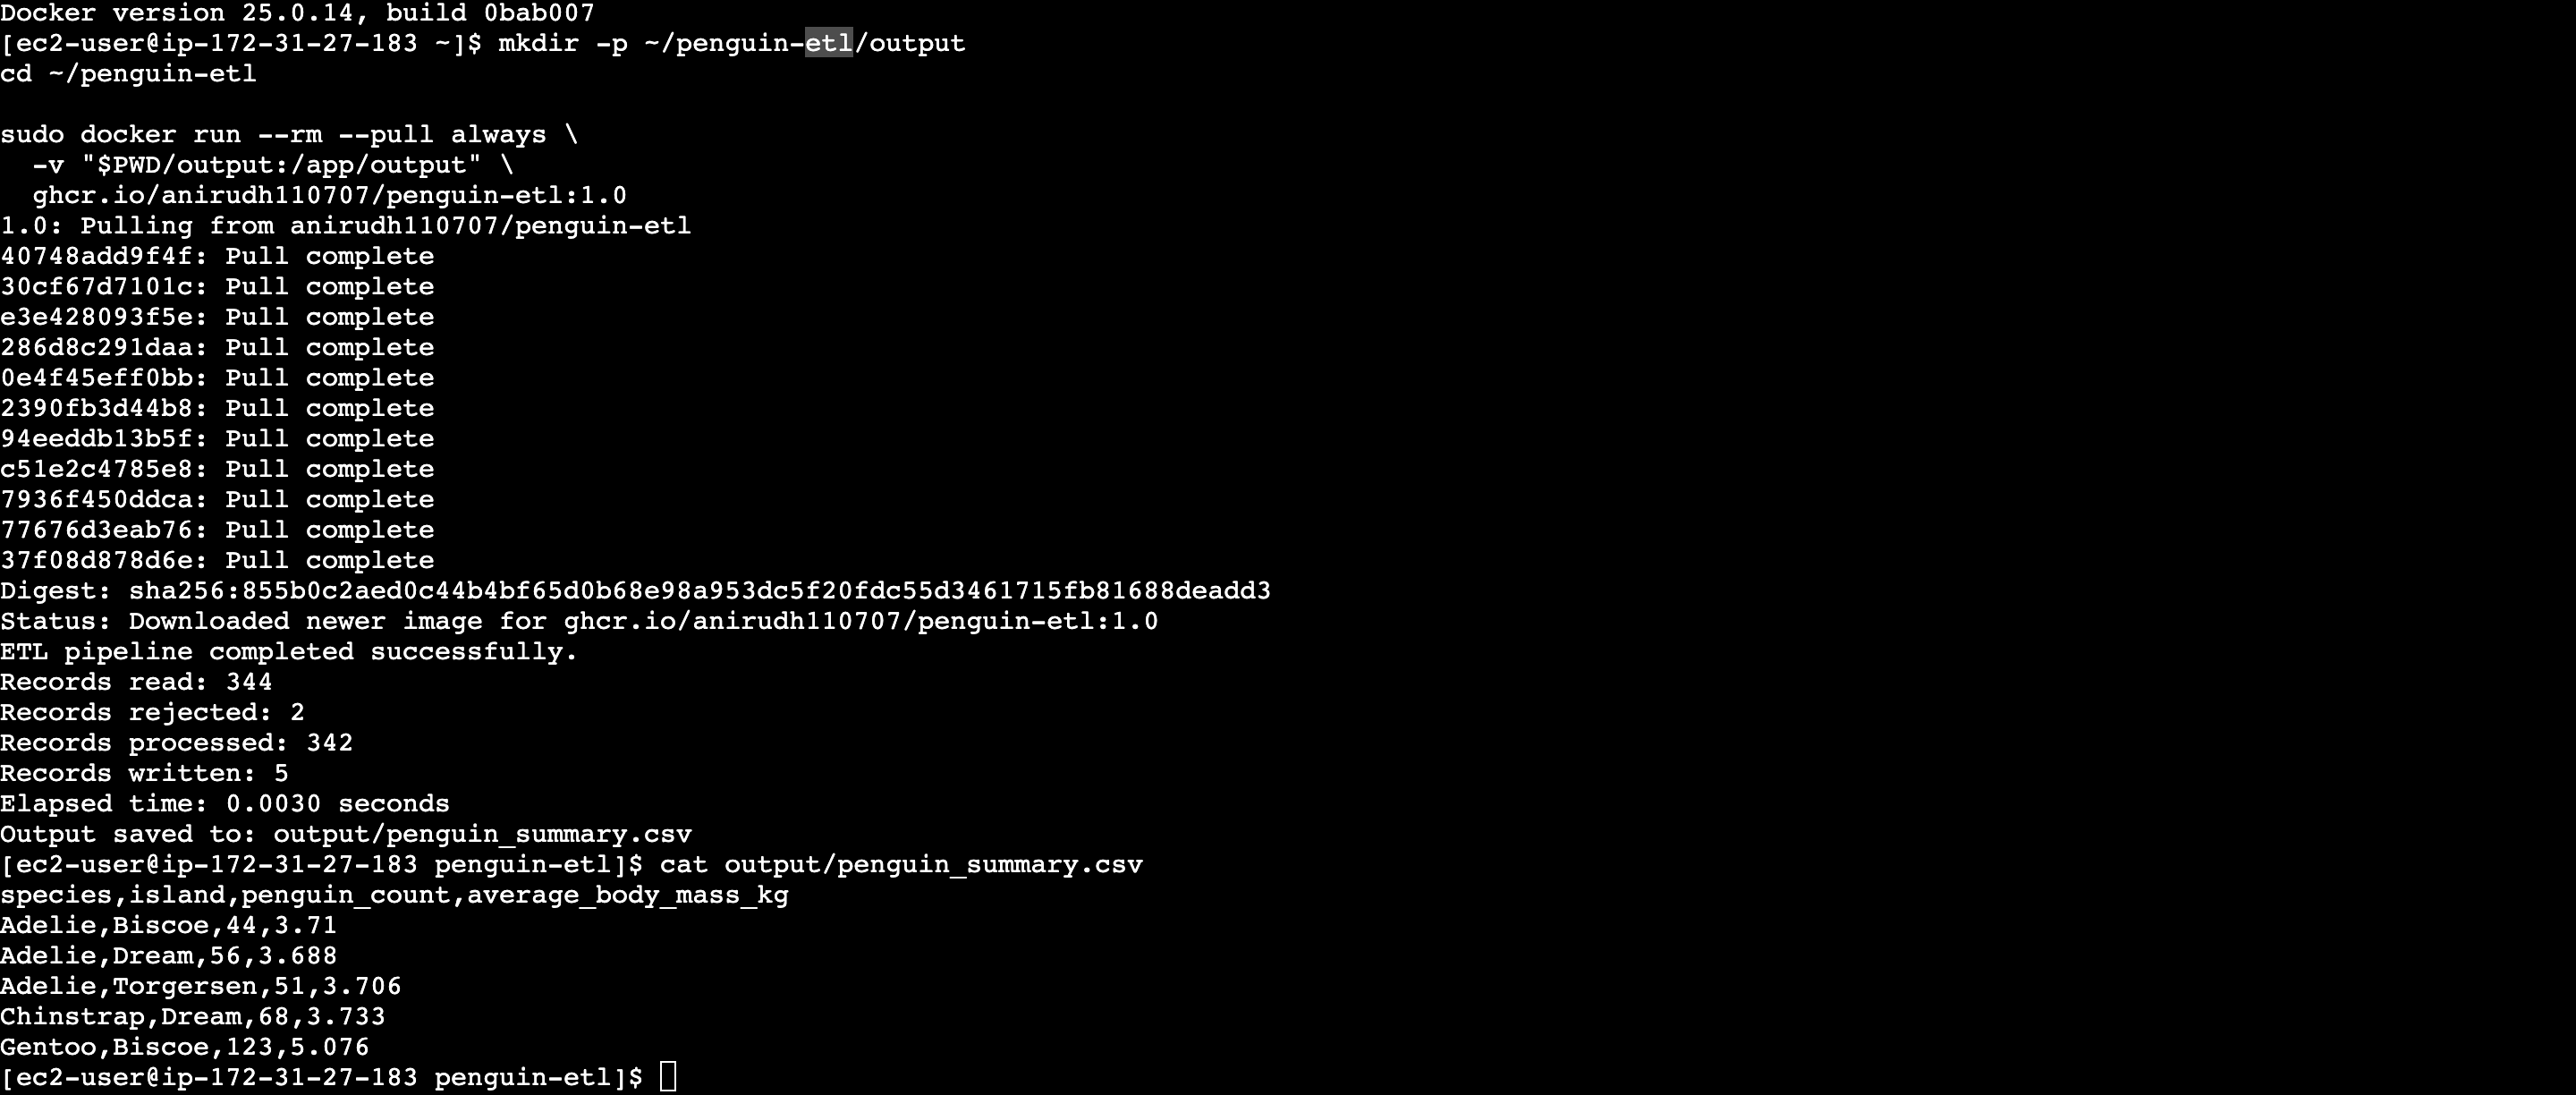 Docker version 25.0.14, build 0bab007
[ec2-user@ip-172-31-27-183 ~]$ mkdir -p ~/penguin-etl/output
cd ~/penguin-etl
sudo docker run --rm --pull always \
  -v "$PWD/output:/app/output" \
  ghcr.io/anirudh110707/penguin-etl:1.0
1.0: Pulling from anirudh110707/penguin-etl
40748add9f4f: Pull complete
30cf67d7101c: Pull complete
e3e428093f5e: Pull complete
286d8c291daa: Pull complete
0e4f45eff0bb: Pull complete
2390fb3d44b8: Pull complete
94eeddb13b5f: Pull complete
c51e2c4785e8: Pull complete
7936f450ddca: Pull complete
77676d3eab76: Pull complete
37f08d878d6e: Pull complete
Digest: sha256:855b0c2aed0c44b4bf65d0b68e98a953dc5f20fdc55d3461715fb81688deadd3
Status: Downloaded newer image for ghcr.io/anirudh110707/penguin-etl:1.0
ETL pipeline completed successfully.
Records read: 344
Records rejected: 2
Records processed: 342
Records written: 5
Elapsed time: 0.0030 seconds
Output saved to: output/penguin_summary.csv
[ec2-user@ip-172-31-27-183 penguin-etl]$ cat output/penguin_summary.csv
species,island,penguin_count,average_body_mass_kg
Adelie,Biscoe,44,3.71
Adelie,Dream,56,3.688
Adelie,Torgersen,51,3.706
Chinstrap,Dream,68,3.733
Gentoo,Biscoe,123,5.076
[ec2-user@ip-172-31-27-183 penguin-etl]$